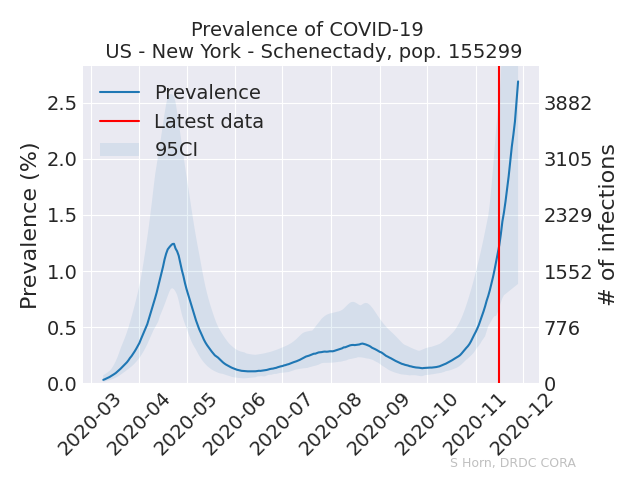 Prevalence of COVID-19
US - New York - Schenectady, pop. 155299
Prevalence
Latest data
95CI
Prevalence (%)
2.5
2.0
1.5
1.0
0.5
0.0
3882
3105
2329
1552
776
0
# of infections
2020-03
2020-04
2020-05
2020-06
2020-07
2020-08
2020-09
2020-10
2020-11
2020-12
S Horn, DRDC CORA